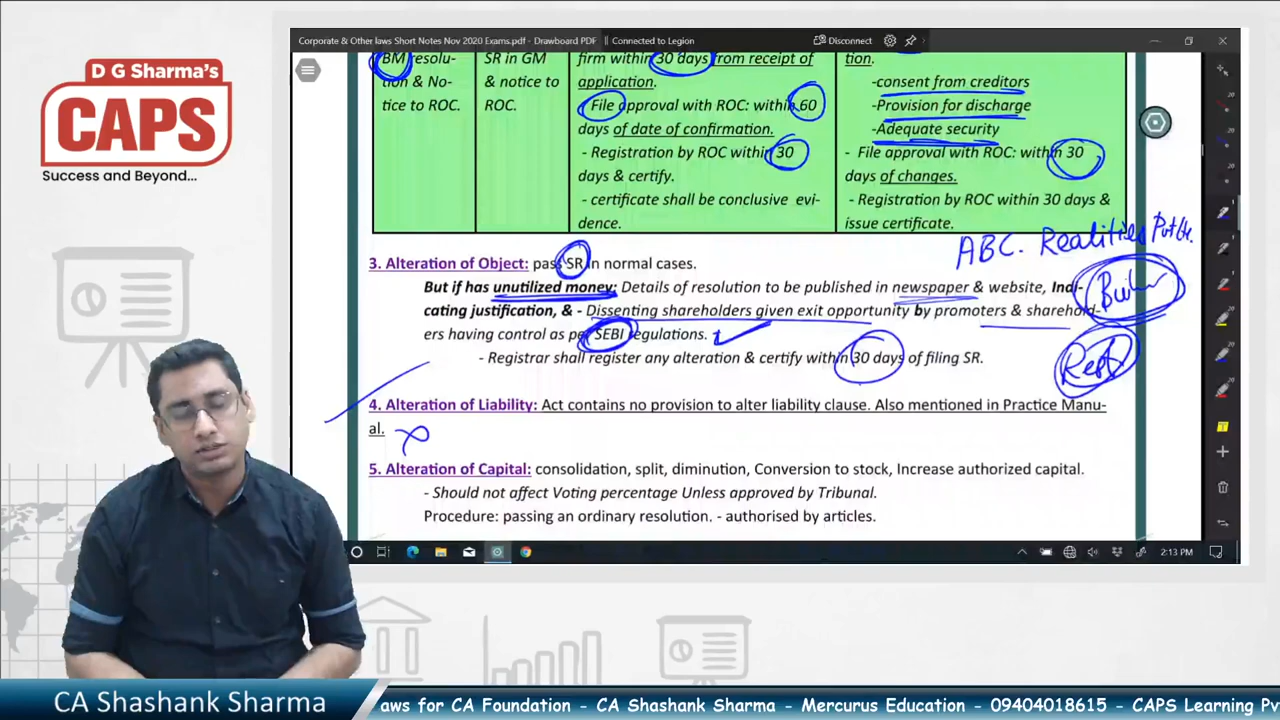 Corporate & Other laws Short Notes Nov 2020 Exams.pdf - Drawboard PDF
Connected to Legion
Disconnect
D G Sharma's
CAPS
Success and Beyond...
BM resolu-
tion & No-
tice to ROC.
SR in GM
& notice to
ROC.
firm within 30 days from receipt of
application.
File approval with ROC: within 60
days of date of confirmation.
- Registration by ROC within 30
days & certify.
- certificate shall be conclusive evi-
dence.
tion.
-consent from creditors
-Provision for discharge
-Adequate security
- File approval with ROC: within 30
days of changes.
- Registration by ROC within 30 days &
issue certificate.
ABC. Realities Pvt
3. Alteration of Object: pass SR in normal cases.
But if has unutilized money: Details of resolution to be published in newspaper & website, Indi-
cating justification, & - Dissenting shareholders given exit opportunity by promoters & sharehold-
ers having control as per SEBI regulations.
- Registrar shall register any alteration & certify within 30 days of filing SR.
4. Alteration of Liability: Act contains no provision to alter liability clause. Also mentioned in Practice Manu-
al.
5. Alteration of Capital: consolidation, split, diminution, Conversion to stock, Increase authorized capital.
- Should not affect Voting percentage Unless approved by Tribunal.
Procedure: passing an ordinary resolution. - authorised by articles.
2:13 PM
CA Shashank Sharma
aws for CA Foundation - CA Shashank Sharma - Mercurus Education - 09404018615 - CAPS Learning Pv